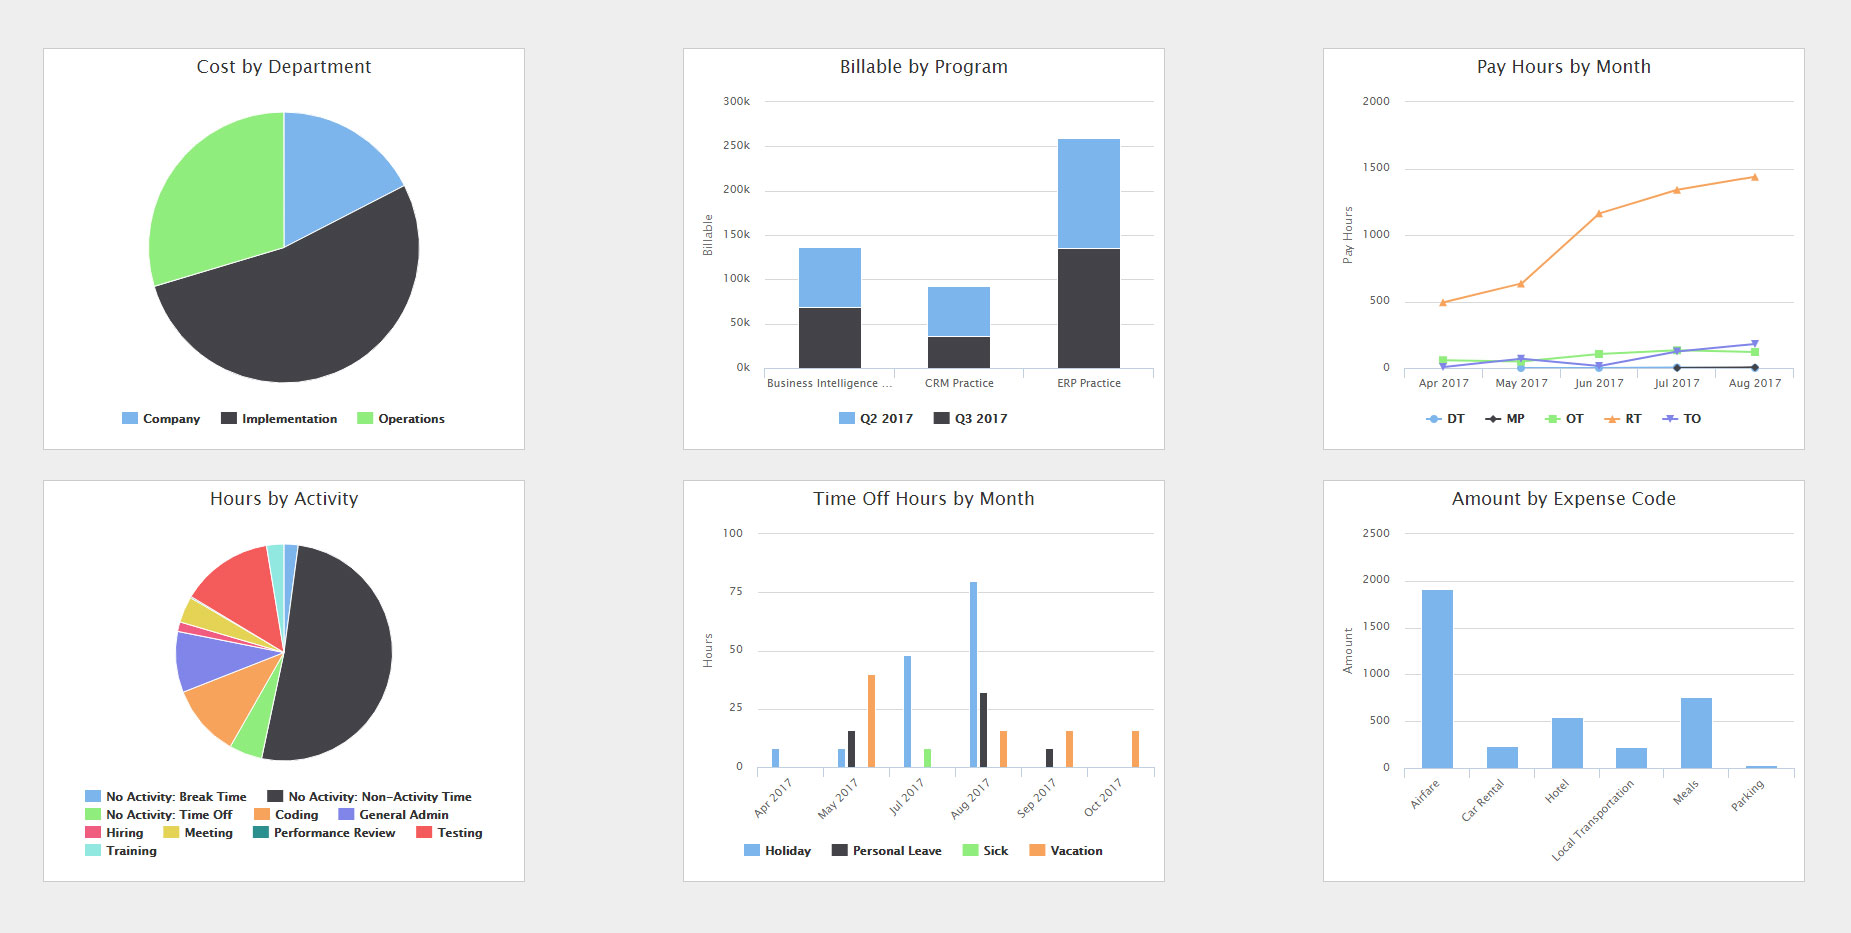 Cost by Department
Company Implementation Operations
Billable by Program
300k
250k
200k
150k
100k
50k
0k
Billable
Business Intelligence ... CRM Practice ERP Practice
Q2 2017 Q3 2017
Pay Hours by Month
2000
1500
1000
500
0
Pay Hours
Apr 2017 May 2017 Jun 2017 Jul 2017 Aug 2017
DT MP OT RT TO
Hours by Activity
No Activity: Break Time No Activity: Non-Activity Time
No Activity: Time Off Coding General Admin
Hiring Meeting Performance Review Testing
Training
Time Off Hours by Month
100
75
50
25
0
Hours
Apr 2017 May 2017 Jul 2017 Aug 2017 Sep 2017 Oct 2017
Holiday Personal Leave Sick Vacation
Amount by Expense Code
2500
2000
1500
1000
500
0
Amount
Airfare Car Rental Hotel Local Transportation Meals Parking